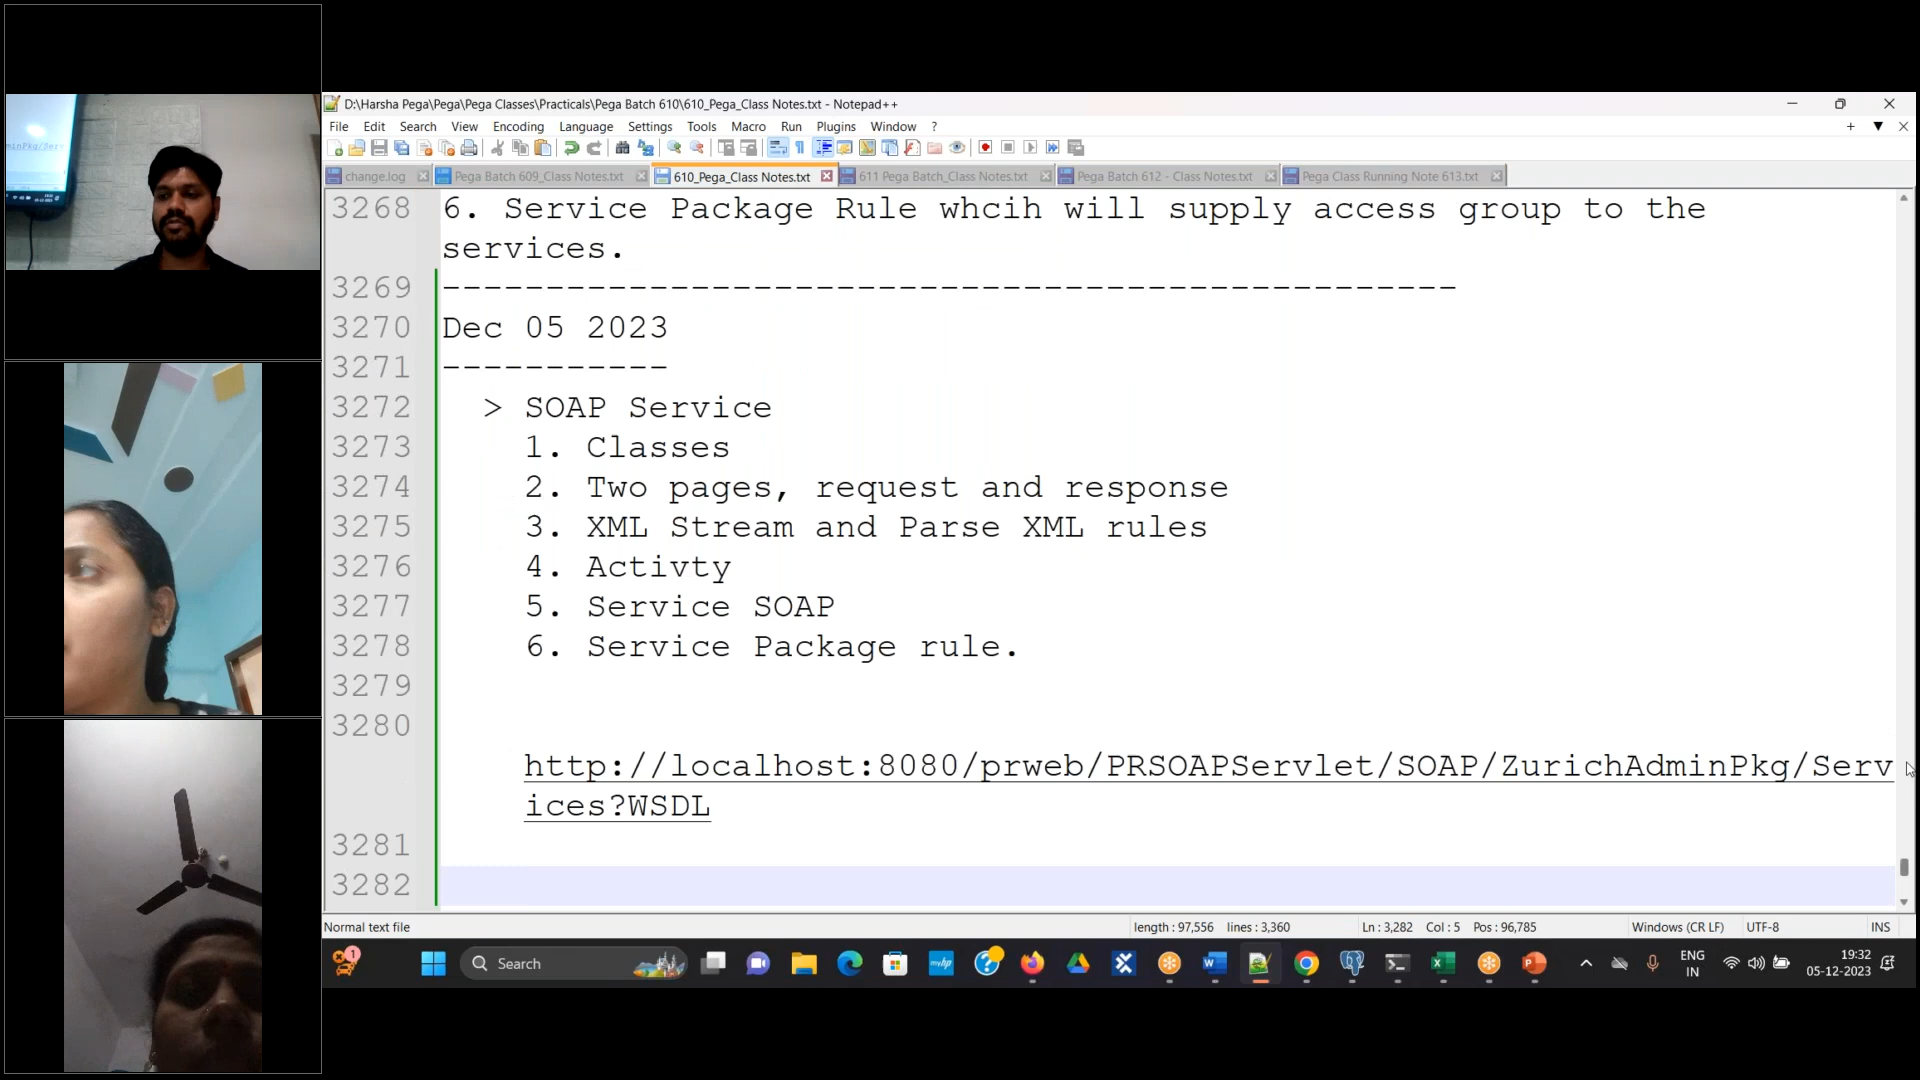 D:\Harsha Pega\Pega\Pega Classes\Practicals\Pega Batch 610\610_Pega_Class Notes.txt - Notepad++
File Edit Search View Encoding Language Settings Tools Macro Run Plugins Window ?
change.log Pega Batch 609_Class Notes.txt 610_Pega_Class Notes.txt 611 Pega Batch_Class Notes.txt Pega Batch 612 - Class Notes.txt Pega Class Running Note 613.txt
3268 6. Service Package Rule whcih will supply access group to the
services.
3269 -------------------------------------------------
3270 Dec 05 2023
3271 -----------
3272 > SOAP Service
3273 1. Classes
3274 2. Two pages, request and response
3275 3. XML Stream and Parse XML rules
3276 4. Activty
3277 5. Service SOAP
3278 6. Service Package rule.
3279
3280
http://localhost:8080/prweb/PRSOAPServlet/SOAP/ZurichAdminPkg/Serv
ices?WSDL
3281
3282
Normal text file length : 97,556 lines : 3,360 Ln : 3,282 Col : 5 Pos : 96,785 Windows (CR LF) UTF-8 INS
1 Search myhp ENG 19:32
IN 05-12-2023